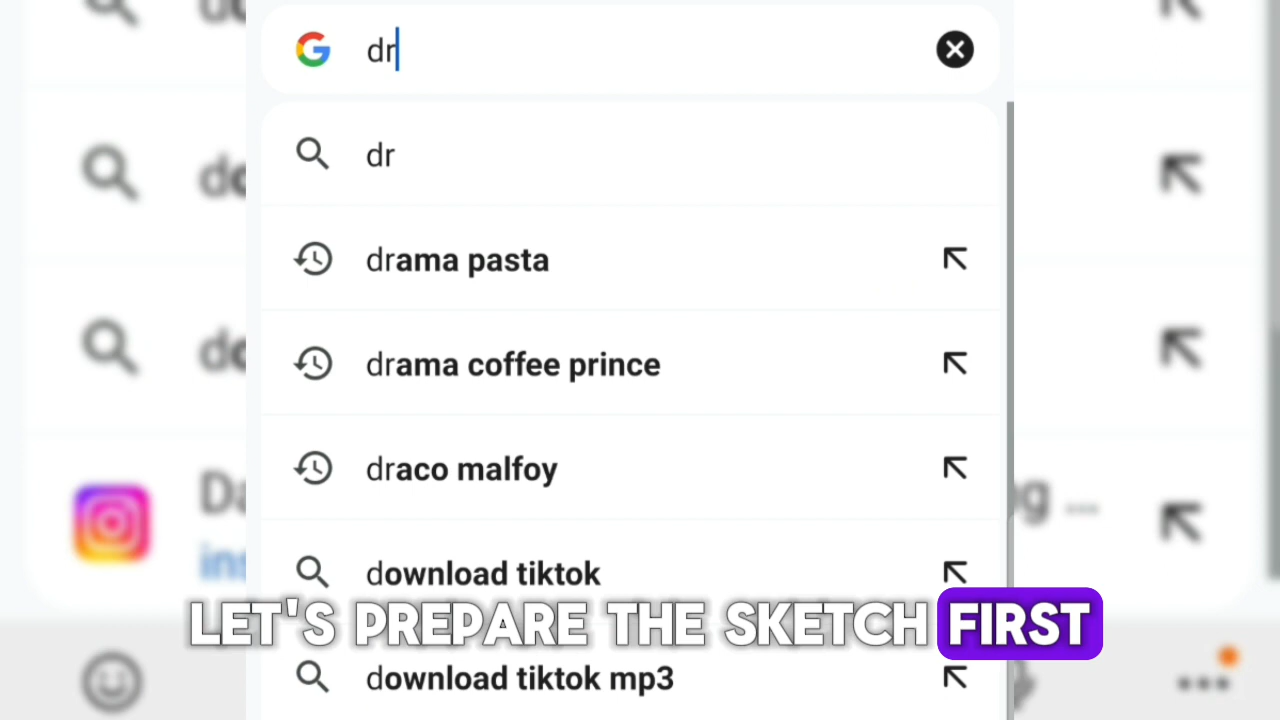 dr
dr
drama pasta
drama coffee prince
draco malfoy
download tiktok
LET'S PREPARE THE SKETCH FIRST
download tiktok mp3